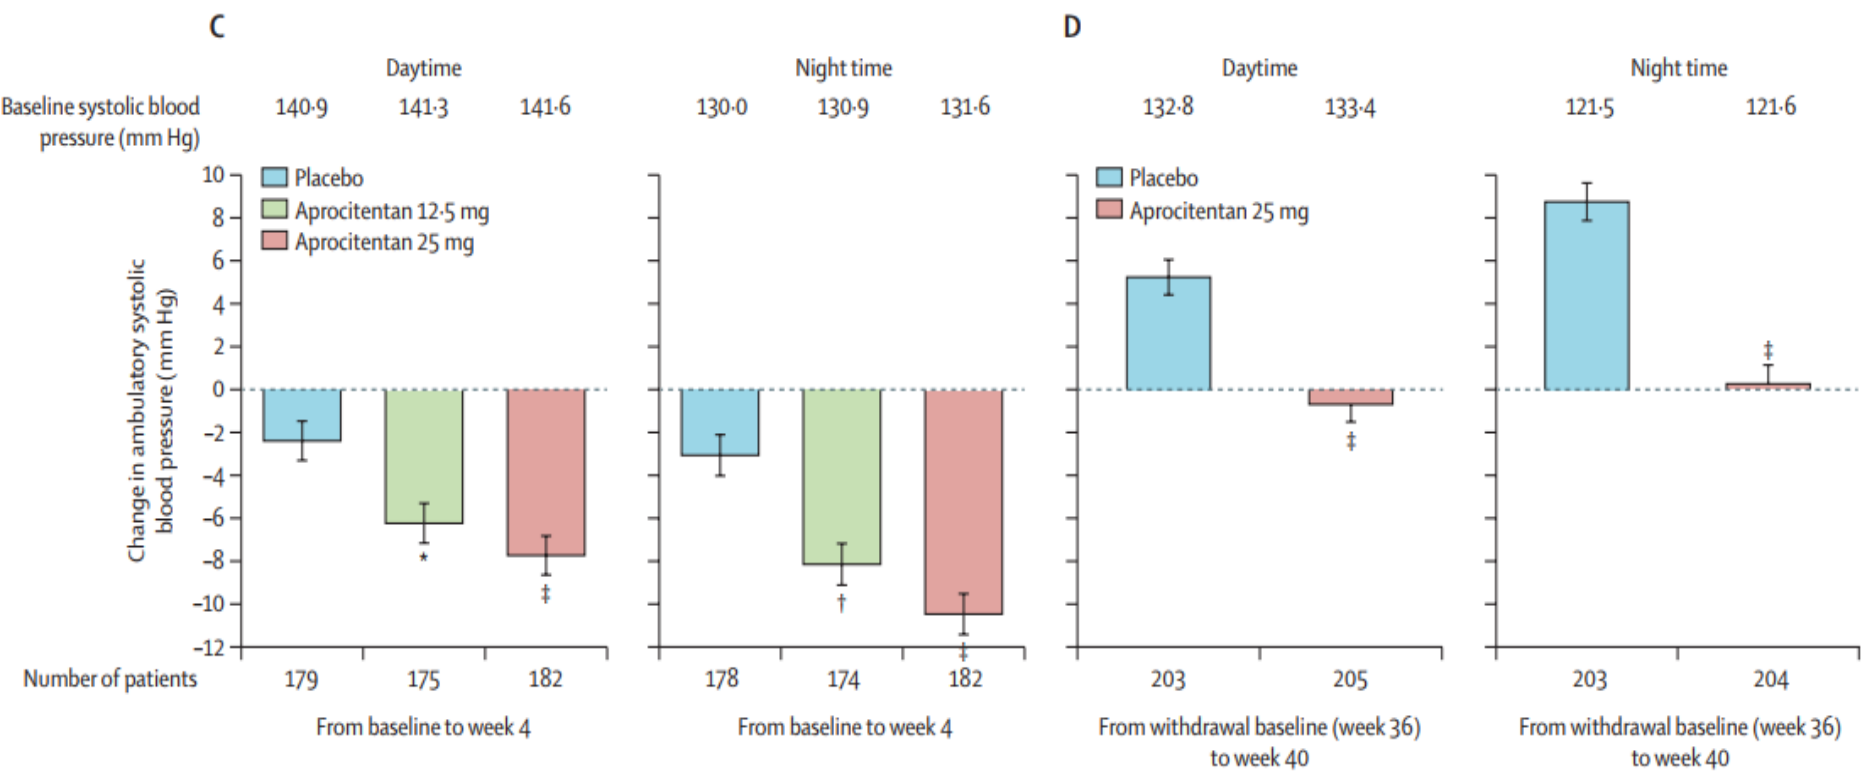 C
Daytime
Night time
Baseline systolic blood
pressure (mm Hg)
140·9 141·3 141·6
130·0 130·9 131·6
Placebo
Aprocitentan 12·5 mg
Aprocitentan 25 mg
Change in ambulatory systolic
blood pressure (mm Hg)
10
8
6
4
2
0
−2
−4
−6
−8
−10
−12
*
‡
†
‡
Number of patients
179 175 182
178 174 182
From baseline to week 4
From baseline to week 4
D
Daytime
Night time
132·8 133·4
121·5 121·6
Placebo
Aprocitentan 25 mg
‡
‡
203 205
203 204
From withdrawal baseline (week 36)
to week 40
From withdrawal baseline (week 36)
to week 40